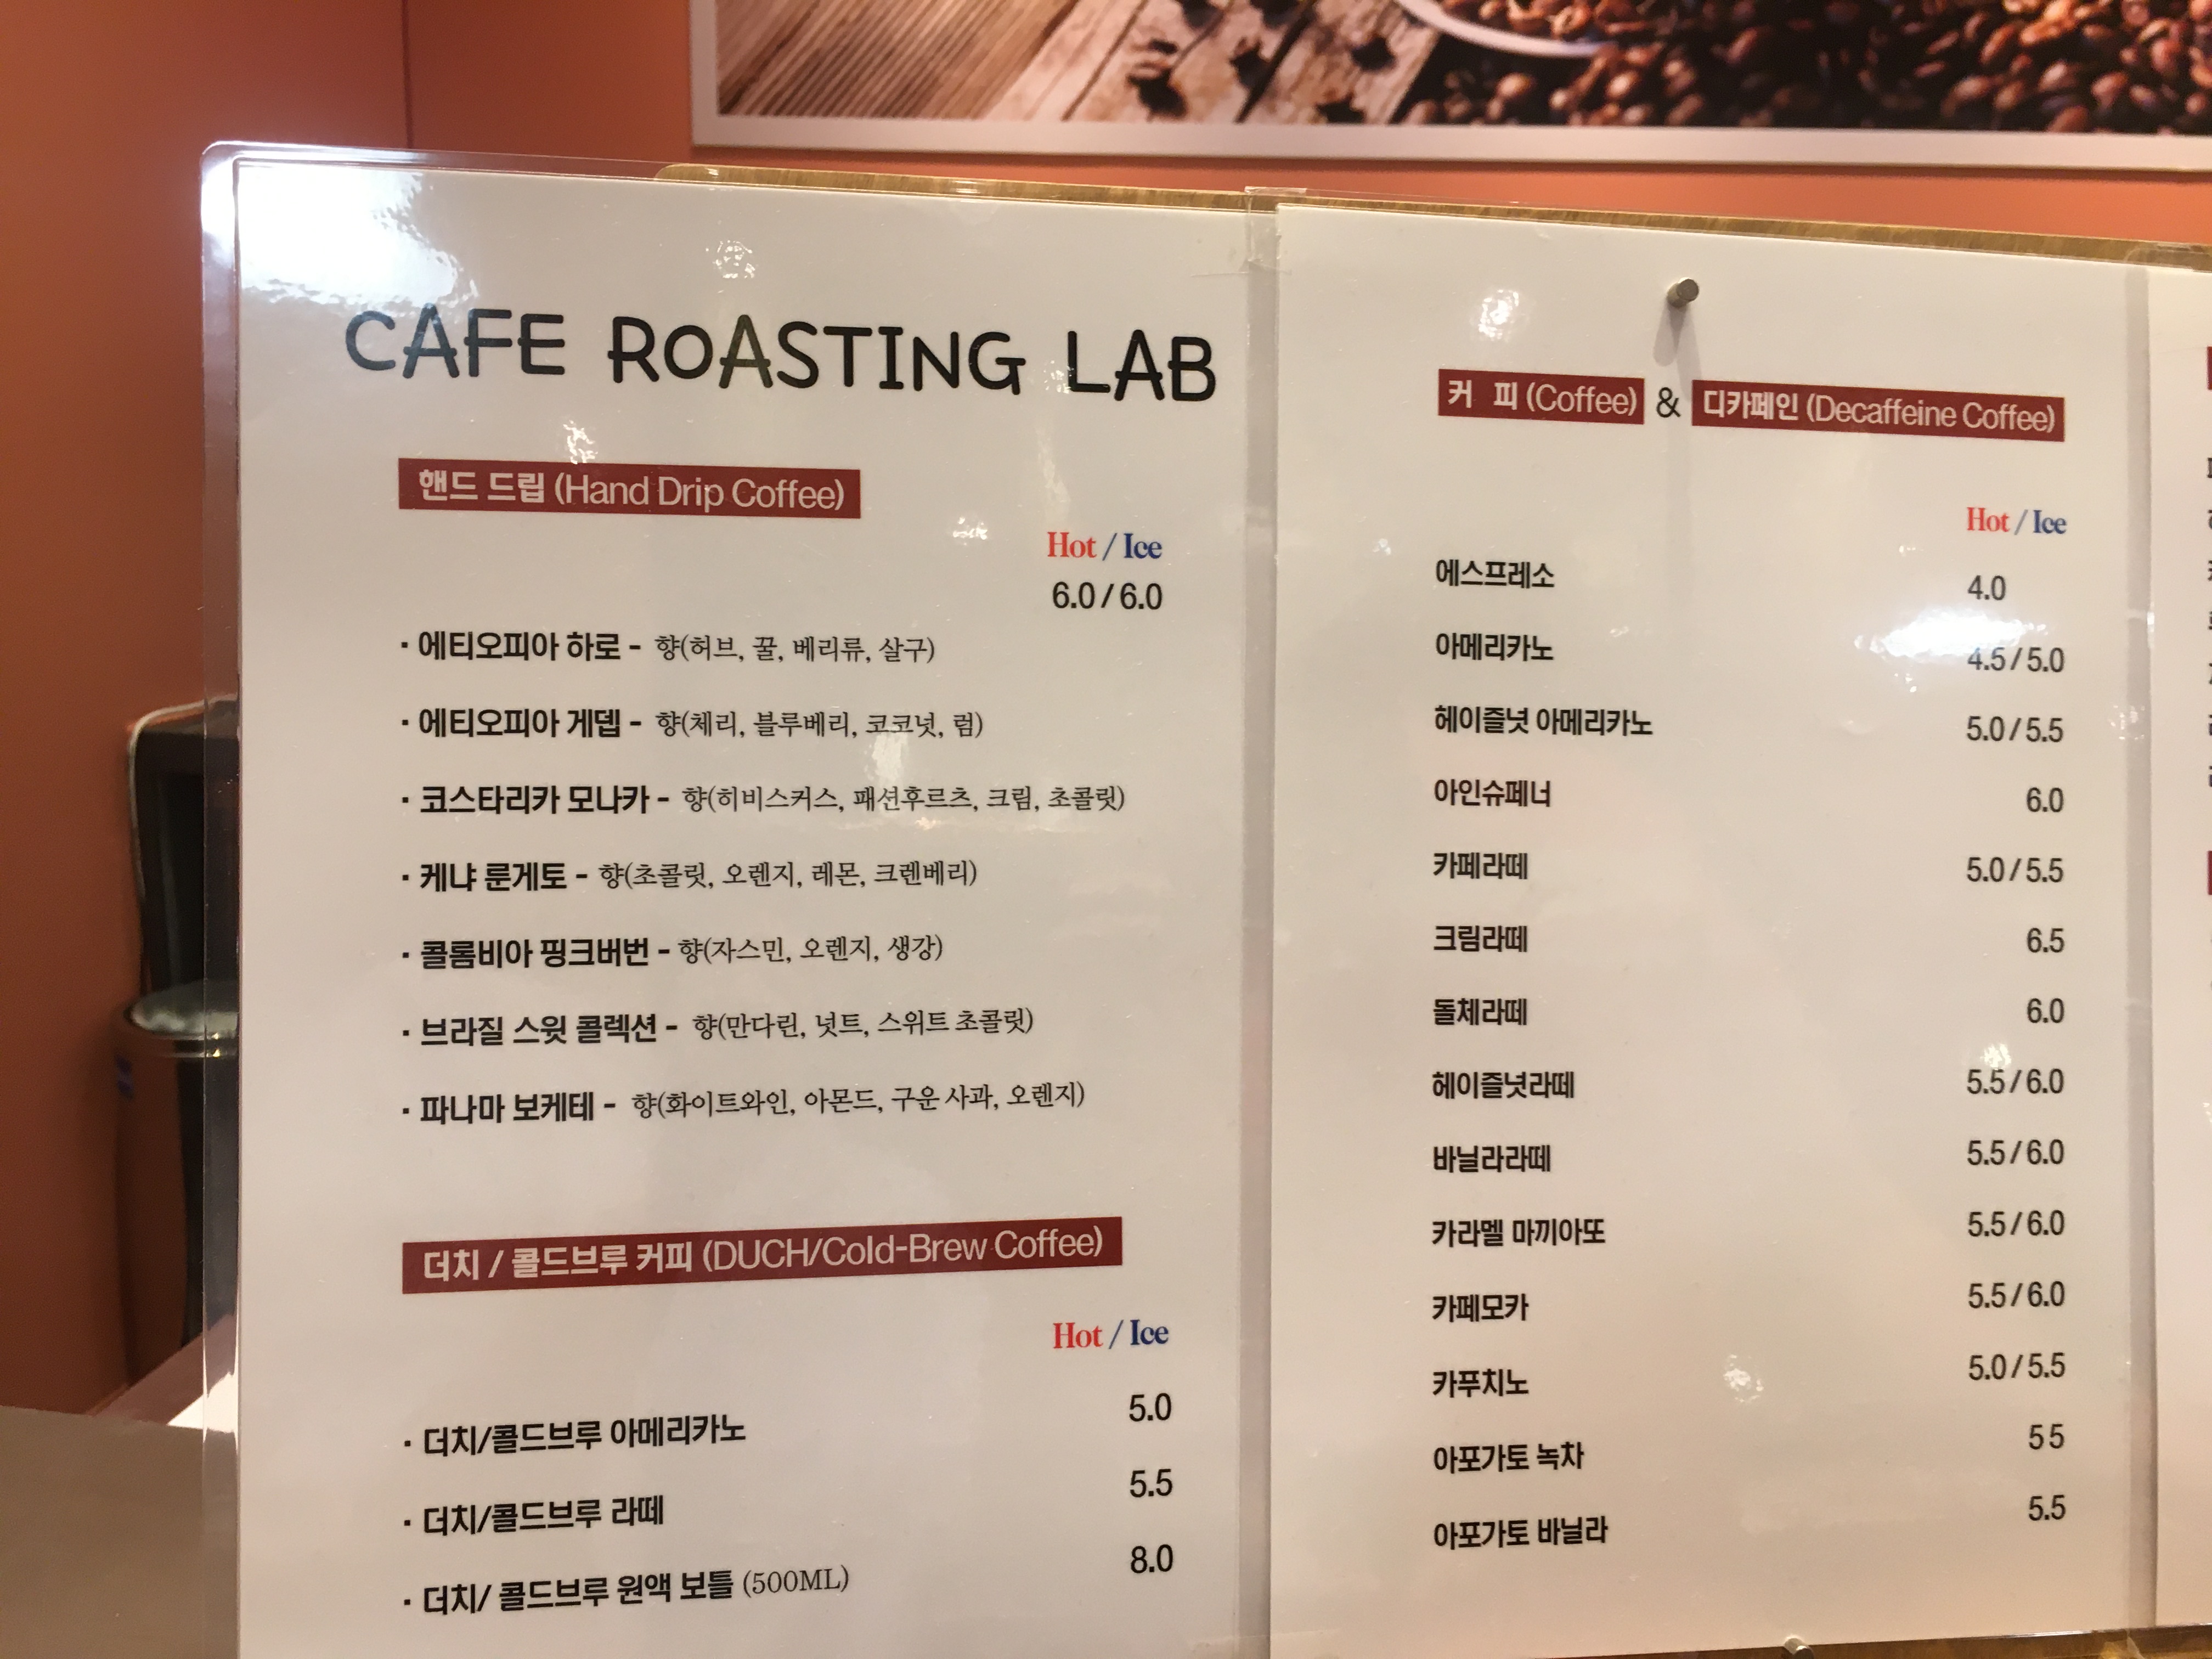 CAFE ROASTING LAB
핸드 드립 (Hand Drip Coffee)
Hot / Ice
6.0 / 6.0
· 에티오피아 하로 - 향(허브, 꿀, 베리류, 살구)
· 에티오피아 게뎁 - 향(체리, 블루베리, 코코넛, 럼)
· 코스타리카 모나카 - 향(히비스커스, 패션후르츠, 크림, 초콜릿)
· 케냐 룬게토 - 향(초콜릿, 오렌지, 레몬, 크렌베리)
· 콜롬비아 핑크버번 - 향(자스민, 오렌지, 생강)
· 브라질 스윗 콜렉션 - 향(만다린, 넛트, 스위트 초콜릿)
· 파나마 보케테 - 향(화이트와인, 아몬드, 구운 사과, 오렌지)
더치 / 콜드브루 커피 (DUCH/Cold-Brew Coffee)
Hot / Ice
· 더치/콜드브루 아메리카노 5.0
· 더치/콜드브루 라떼 5.5
· 더치/ 콜드브루 원액 보틀 (500ML) 8.0
커 피 (Coffee) & 디카페인 (Decaffeine Coffee)
Hot / Ice
에스프레소 4.0
아메리카노 4.5 / 5.0
헤이즐넛 아메리카노 5.0 / 5.5
아인슈페너 6.0
카페라떼 5.0 / 5.5
크림라떼 6.5
돌체라떼 6.0
헤이즐넛라떼 5.5 / 6.0
바닐라라떼 5.5 / 6.0
카라멜 마끼아또 5.5 / 6.0
카페모카 5.5 / 6.0
카푸치노 5.0 / 5.5
아포가토 녹차 5 5
아포가토 바닐라 5.5